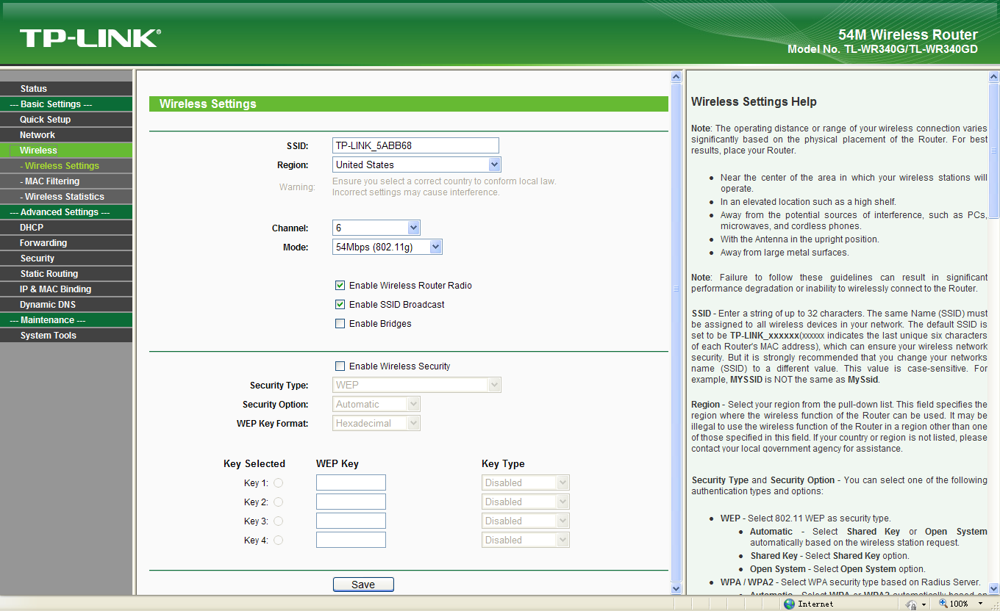 TP-LINK®
54M Wireless Router
Model No. TL-WR340G/TL-WR340GD
Status
--- Basic Settings ---
Quick Setup
Network
Wireless
- Wireless Settings
- MAC Filtering
- Wireless Statistics
--- Advanced Settings ---
DHCP
Forwarding
Security
Static Routing
IP & MAC Binding
Dynamic DNS
--- Maintenance ---
System Tools
Wireless Settings
SSID: TP-LINK_5ABB68
Region: United States
Warning: Ensure you select a correct country to conform local law.
Incorrect settings may cause interference.
Channel: 6
Mode: 54Mbps (802.11g)
Enable Wireless Router Radio
Enable SSID Broadcast
Enable Bridges
Enable Wireless Security
Security Type: WEP
Security Option: Automatic
WEP Key Format: Hexadecimal
Key Selected WEP Key Key Type
Key 1: Disabled
Key 2: Disabled
Key 3: Disabled
Key 4: Disabled
Save
Wireless Settings Help
Note: The operating distance or range of your wireless connection varies
significantly based on the physical placement of the Router. For best
results, place your Router.
• Near the center of the area in which your wireless stations will
operate.
• In an elevated location such as a high shelf.
• Away from the potential sources of interference, such as PCs,
microwaves, and cordless phones.
• With the Antenna in the upright position.
• Away from large metal surfaces.
Note: Failure to follow these guidelines can result in significant
performance degradation or inability to wirelessly connect to the Router.
SSID - Enter a string of up to 32 characters. The same Name (SSID) must
be assigned to all wireless devices in your network. The default SSID is
set to be TP-LINK_xxxxxx(xxxxxx indicates the last unique six characters
of each Router's MAC address), which can ensure your wireless network
security. But it is strongly recommended that you change your networks
name (SSID) to a different value. This value is case-sensitive. For
example, MYSSID is NOT the same as MySsid.
Region - Select your region from the pull-down list. This field specifies the
region where the wireless function of the Router can be used. It may be
illegal to use the wireless function of the Router in a region other than one
of those specified in this field. If your country or region is not listed, please
contact your local government agency for assistance.
Security Type and Security Option - You can select one of the following
authentication types and options:
• WEP - Select 802.11 WEP as security type.
• Automatic - Select Shared Key or Open System
automatically based on the wireless station request.
• Shared Key - Select Shared Key option.
• Open System - Select Open System option.
• WPA / WPA2 - Select WPA security type based on Radius Server.
• Automatic - Select WPA or WPA2 automatically based on
Internet
100%